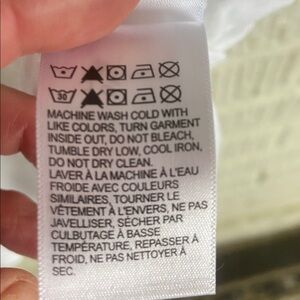 30
MACHINE WASH COLD WITH
LIKE COLORS, TURN GARMENT
INSIDE OUT, DO NOT BLEACH,
TUMBLE DRY LOW, COOL IRON,
DO NOT DRY CLEAN.
LAVER À LA MACHINE À L'EAU
FROIDE AVEC COULEURS
SIMILAIRES, TOURNER LE
VÊTEMENT À L'ENVERS, NE PAS
JAVELLISER, SÉCHER PAR
CULBUTAGE À BASSE
TEMPÉRATURE, REPASSER À
FROID, NE PAS NETTOYER À
SEC.